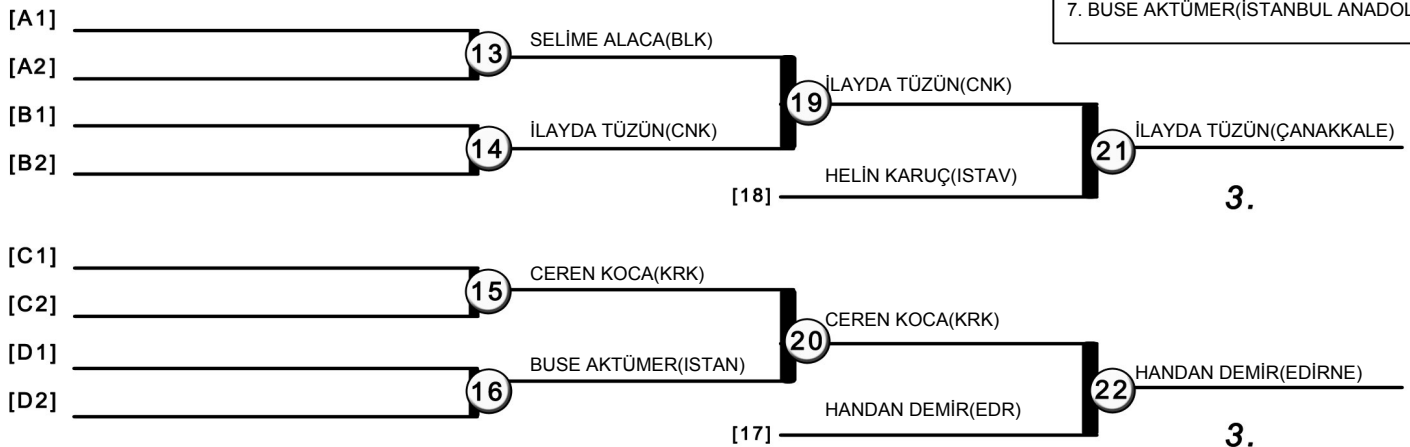 7. BUSE AKTÜMER(İSTANBUL ANADOL
[A1]
13
SELİME ALACA(BLK)
[A2]
19
İLAYDA TÜZÜN(CNK)
[B1]
14
İLAYDA TÜZÜN(CNK)
[B2]
21
İLAYDA TÜZÜN(ÇANAKKALE)
HELİN KARUÇ(ISTAV)
[18]
3.
[C1]
15
CEREN KOCA(KRK)
[C2]
20
CEREN KOCA(KRK)
[D1]
16
BUSE AKTÜMER(ISTAN)
[D2]
22
HANDAN DEMİR(EDİRNE)
HANDAN DEMİR(EDR)
[17]
3.